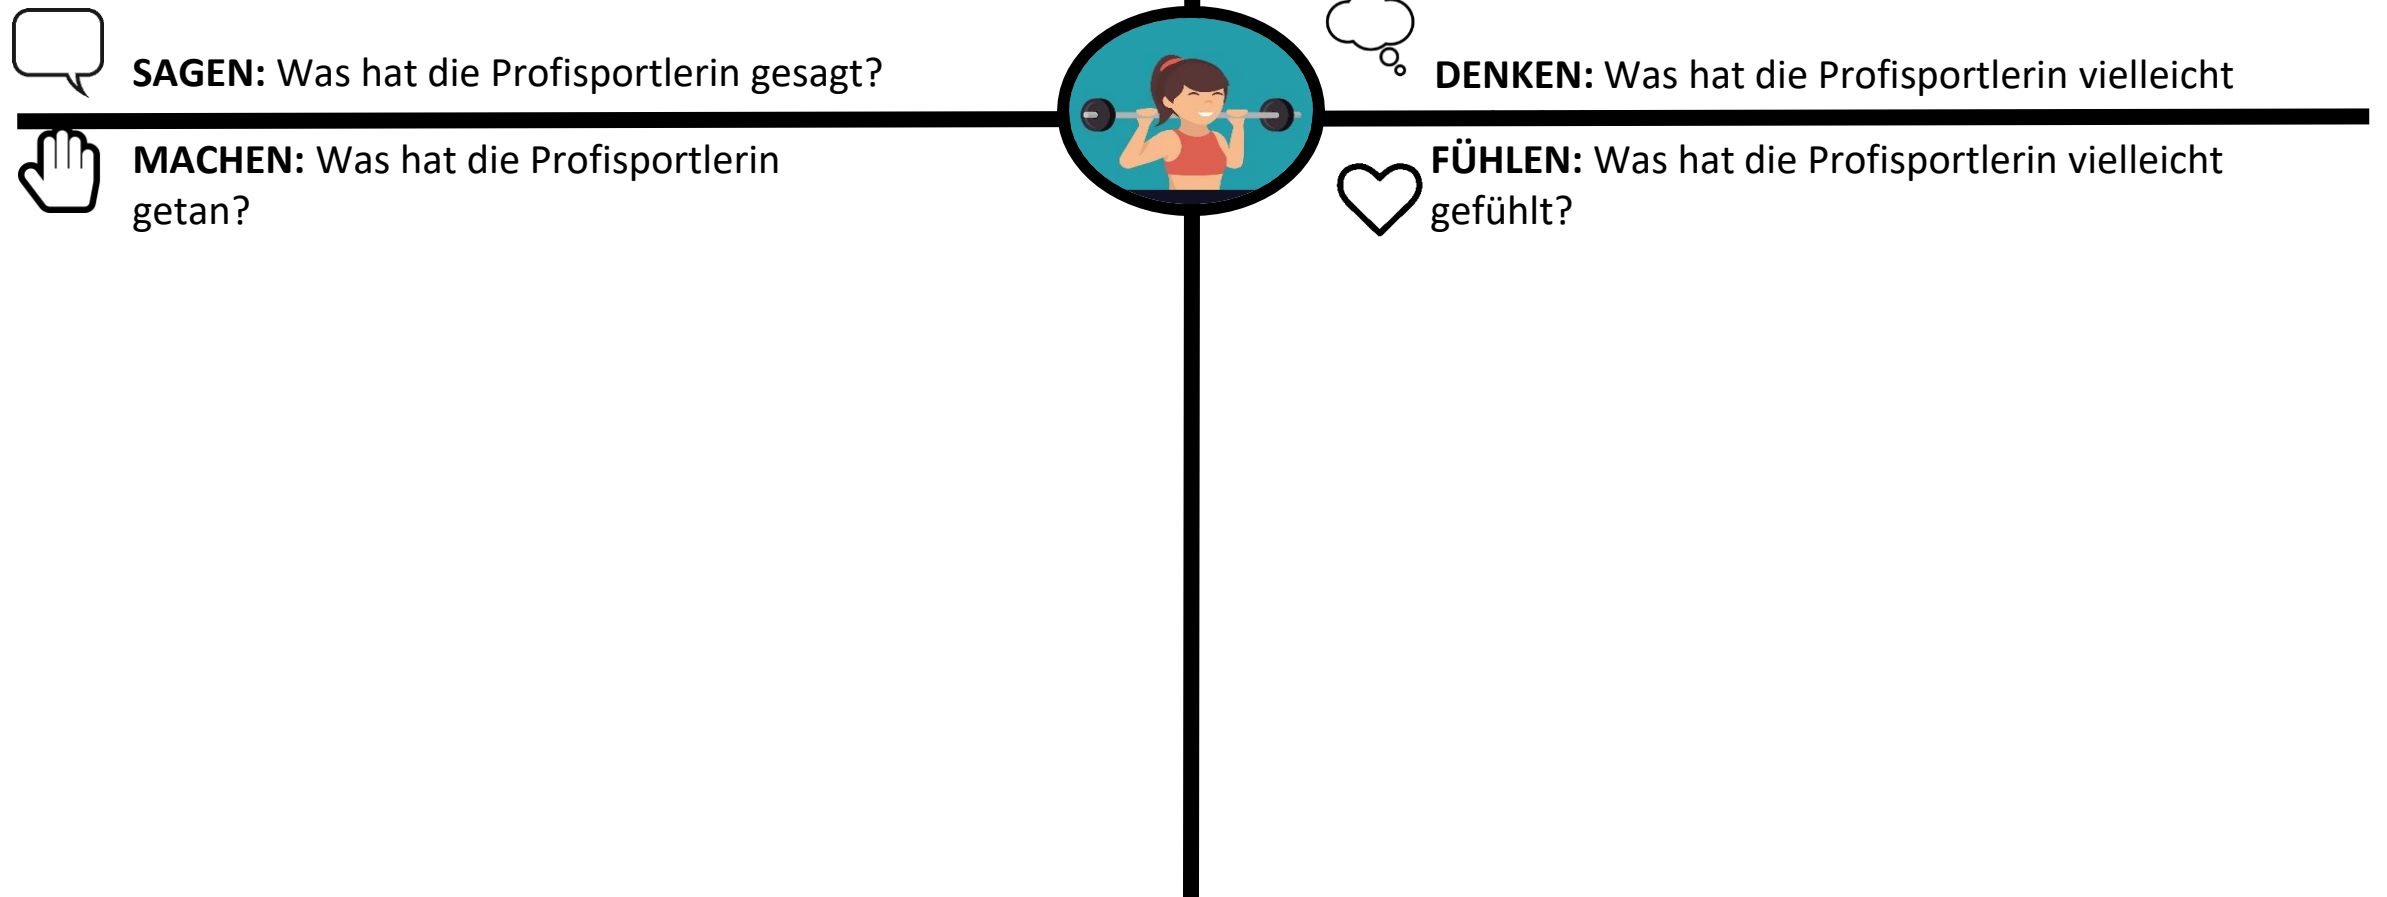 SAGEN: Was hat die Profisportlerin gesagt?
DENKEN: Was hat die Profisportlerin vielleicht
MACHEN: Was hat die Profisportlerin
getan?
FÜHLEN: Was hat die Profisportlerin vielleicht
gefühlt?